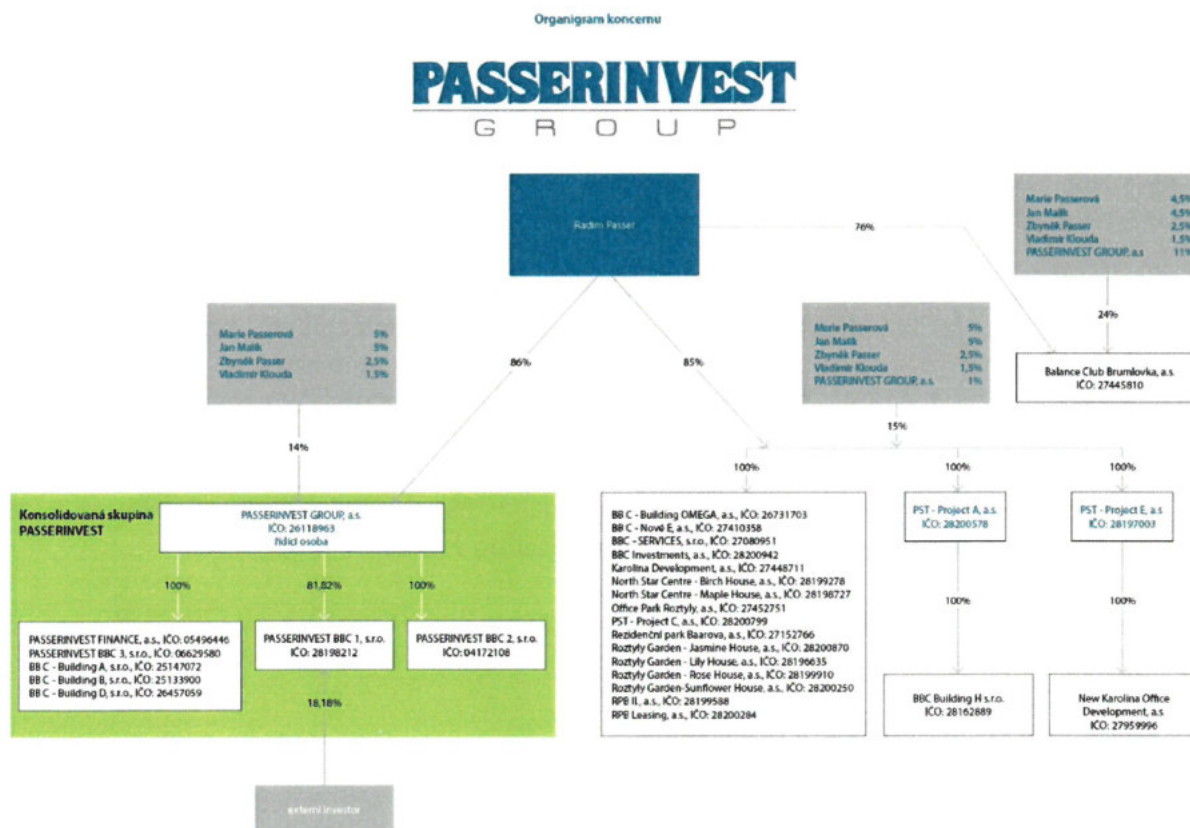 Organigram koncernu
PASSERINVEST
GROUP
Radim Passer
76%
Marie Passerová 4,5%
Jan Malík 4,5%
Zbyněk Passer 2,5%
Vladimír Klouda 1,5%
PASSERINVEST GROUP, a.s 11%
24%
Balance Club Brumlovka, a.s.
IČO: 27445810
Marie Passerová 5%
Jan Malík 5%
Zbyněk Passer 2,5%
Vladimír Klouda 1,5%
86%
85%
Marie Passerová 5%
Jan Malík 5%
Zbyněk Passer 2,5%
Vladimír Klouda 1,5%
PASSERINVEST GROUP, a.s. 1%
14%
15%
Konsolidovaná skupina
PASSERINVEST
PASSERINVEST GROUP, a.s.
IČO: 26118963
řídící osoba
100%
81,82%
100%
PASSERINVEST FINANCE, a.s., IČO: 05496446
PASSERINVEST BBC 3, s.r.o., IČO: 06629580
BB C - Building A, s.r.o., IČO: 25147072
BB C - Building B, s.r.o., IČO: 25133900
BB C - Building D, s.r.o., IČO: 26457059
PASSERINVEST BBC 1, s.r.o.
IČO: 28198212
PASSERINVEST BBC 2, s.r.o.
IČO: 04172108
18,18%
externí investor
100%
100%
100%
BB C - Building OMEGA, a.s., IČO: 26731703
BB C - Nové E, a.s., IČO: 27410358
BBC - SERVICES, s.r.o., IČO: 27080951
BBC Investments, a.s., IČO: 28200942
Karolina Development, a.s., IČO: 27448711
North Star Centre - Birch House, a.s., IČO: 28199278
North Star Centre - Maple House, a.s., IČO: 28198727
Office Park Roztyly, a.s., IČO: 27452751
PST - Project C, a.s., IČO: 28200799
Rezidenční park Baarova, a.s., IČO: 27152766
Roztyly Garden - Jasmine House, a.s., IČO: 28200870
Roztyly Garden - Lily House, a.s., IČO: 28196635
Roztyly Garden - Rose House, a.s., IČO: 28199910
Roztyly Garden-Sunflower House, a.s., IČO: 28200250
RPB II., a.s., IČO: 28199588
RPB Leasing, a.s., IČO: 28200284
PST - Project A, a.s.
IČO: 28200578
PST - Project E, a.s
IČO: 28197003
100%
100%
BBC Building H s.r.o.
IČO: 28162889
New Karolina Office
Development, a.s
IČO: 27959996